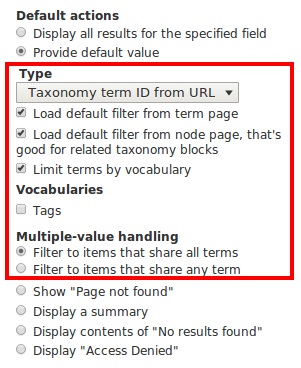 Default actions
Display all results for the specified field
Provide default value
Type
Taxonomy term ID from URL
Load default filter from term page
Load default filter from node page, that's
good for related taxonomy blocks
Limit terms by vocabulary
Vocabularies
Tags
Multiple-value handling
Filter to items that share all terms
Filter to items that share any term
Show "Page not found"
Display a summary
Display contents of "No results found"
Display "Access Denied"